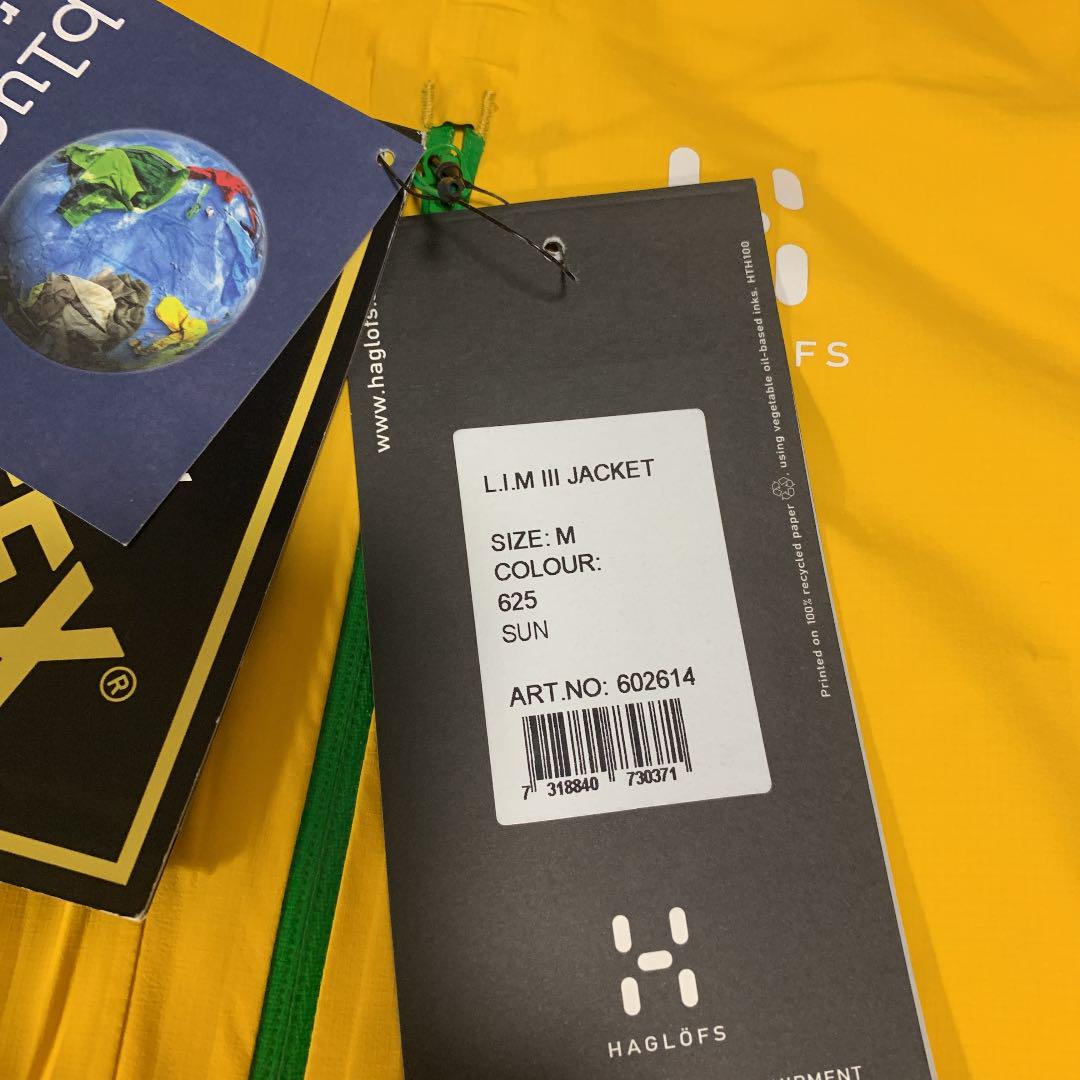 www.haglofs.
L.I.M III JACKET
SIZE: M
COLOUR:
625
SUN
ART.NO: 602614
7 318840 730371
Printed on 100% recycled paper , using vegetable oil-based inks. HTH100
HAGLÖFS
FS
®